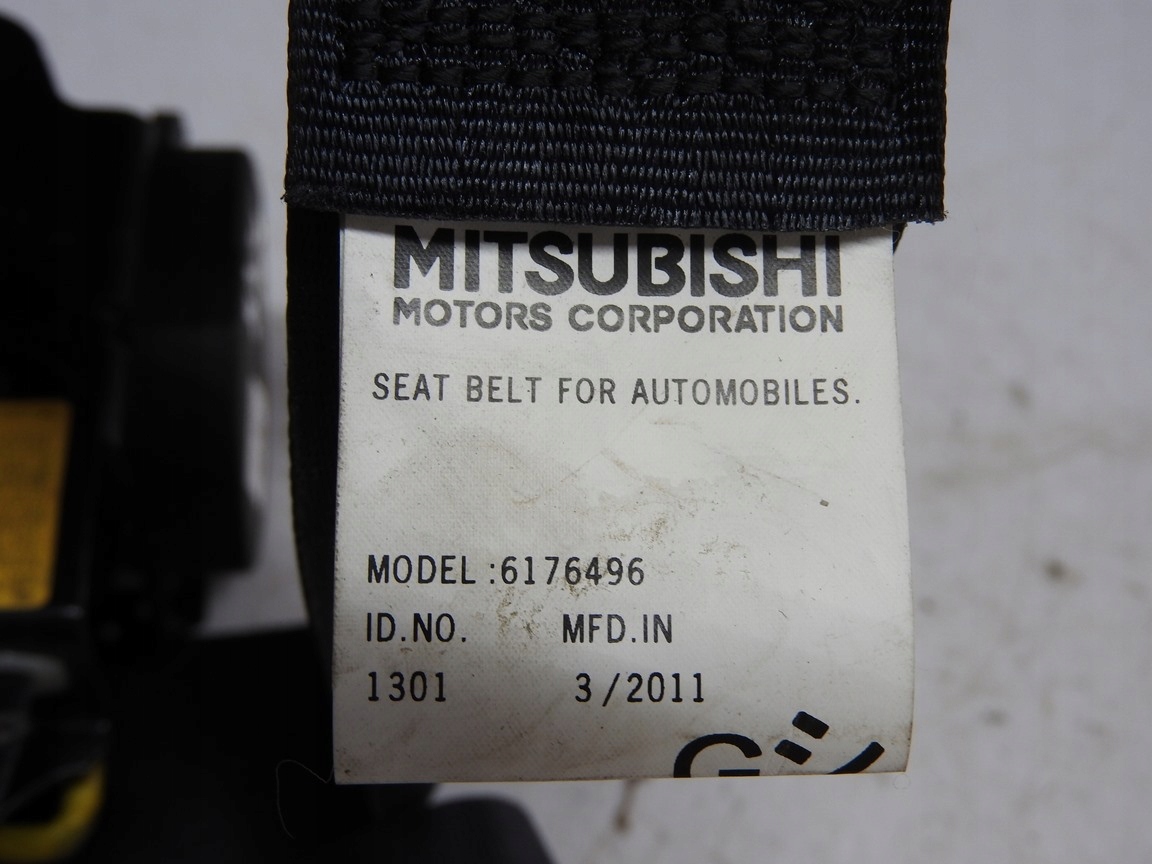 MITSUBISHI
MOTORS CORPORATION
SEAT BELT FOR AUTOMOBILES.
MODEL :6176496
ID.NO. MFD.IN
1301 3/2011